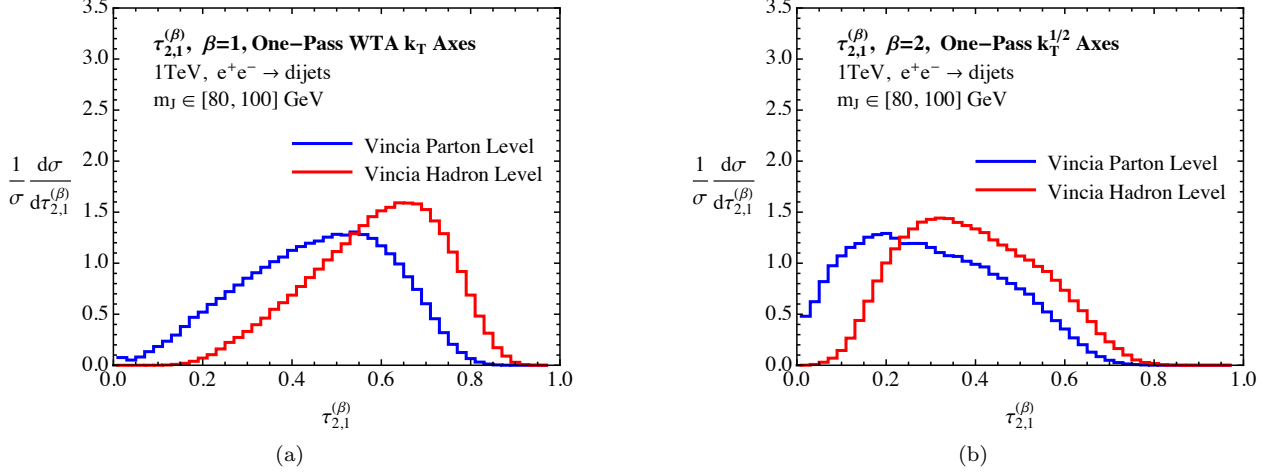 3.5
3.0
2.5
2.0
1.5
1.0
0.5
0.0
0.0 0.2 0.4 0.6 0.8 1.0
τ_{2,1}^{(β)}, β=1, One−Pass WTA k_T Axes
1TeV, e⁺e⁻ → dijets
m_J ∈ [80, 100] GeV
Vincia Parton Level
Vincia Hadron Level
1/σ dσ/dτ_{2,1}^{(β)}
τ_{2,1}^{(β)}
(a)
3.5
3.0
2.5
2.0
1.5
1.0
0.5
0.0
0.0 0.2 0.4 0.6 0.8 1.0
τ_{2,1}^{(β)}, β=2, One−Pass k_T^{1/2} Axes
1TeV, e⁺e⁻ → dijets
m_J ∈ [80, 100] GeV
Vincia Parton Level
Vincia Hadron Level
1/σ dσ/dτ_{2,1}^{(β)}
τ_{2,1}^{(β)}
(b)